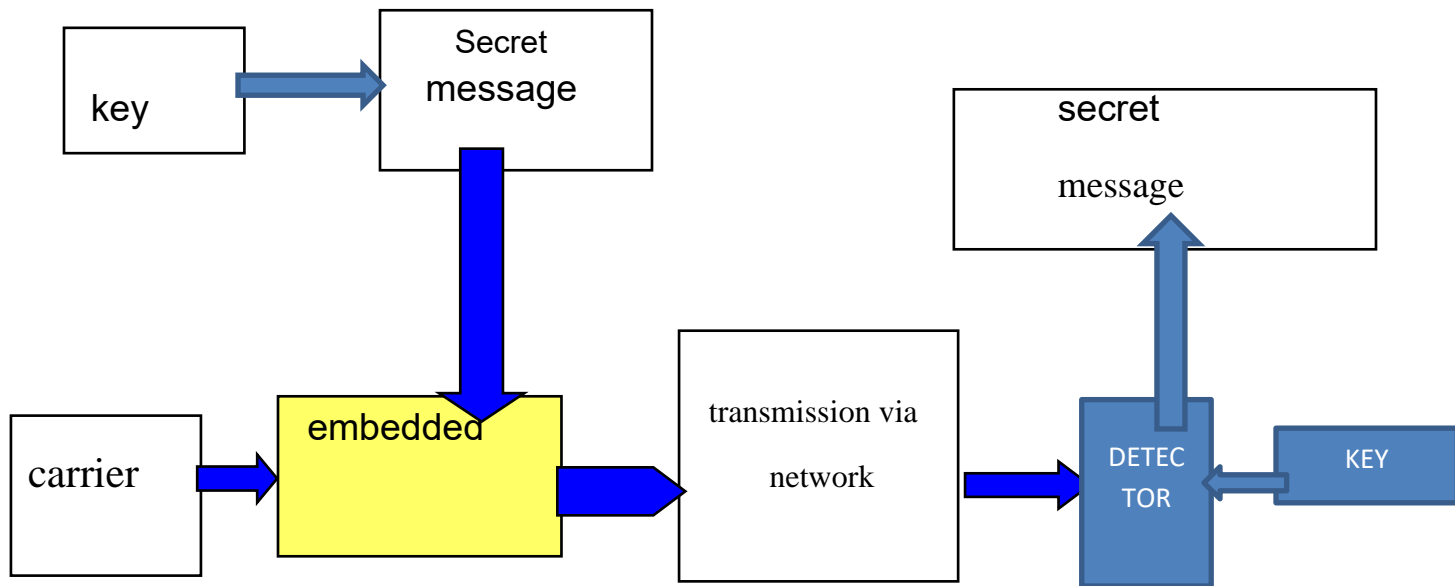 key
Secret
message
secret
message
carrier
embedded
transmission via
network
DETEC
TOR
KEY